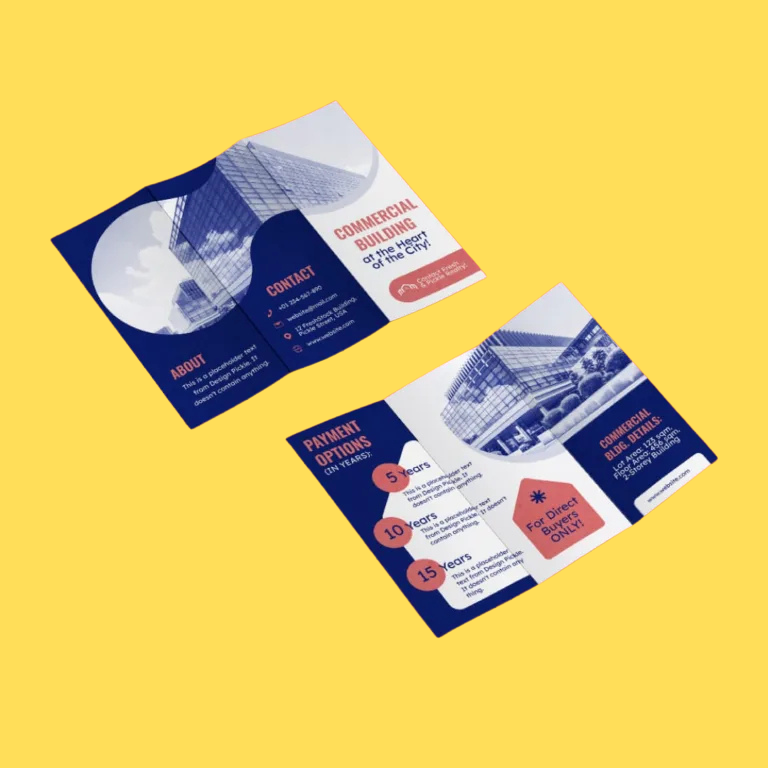 ABOUT
This is a placeholder text
from Design Pickle. It
doesn't contain anything.
CONTACT
+01 234-567-890
website@mail.com
12 FreshStock Building,
Pickle Street, USA
www.website.com
COMMERCIAL
BUILDING
at the Heart
of the City!
Contact Fresh
& Pickle Realty!
PAYMENT
OPTIONS
(IN YEARS):
5 Years
This is a placeholder text
from Design Pickle. It
doesn't contain anything.
10 Years
This is a placeholder text
from Design Pickle. It doesn't
contain anything.
15 Years
This is a placeholder
text from Design Pickle.
It doesn't contain any
thing.
For Direct
Buyers
ONLY!
COMMERCIAL
BLDG. DETAILS:
Lot Area: 123 sqm.
Floor Area: 456 sqm.
2-Storey Building
www.website.com